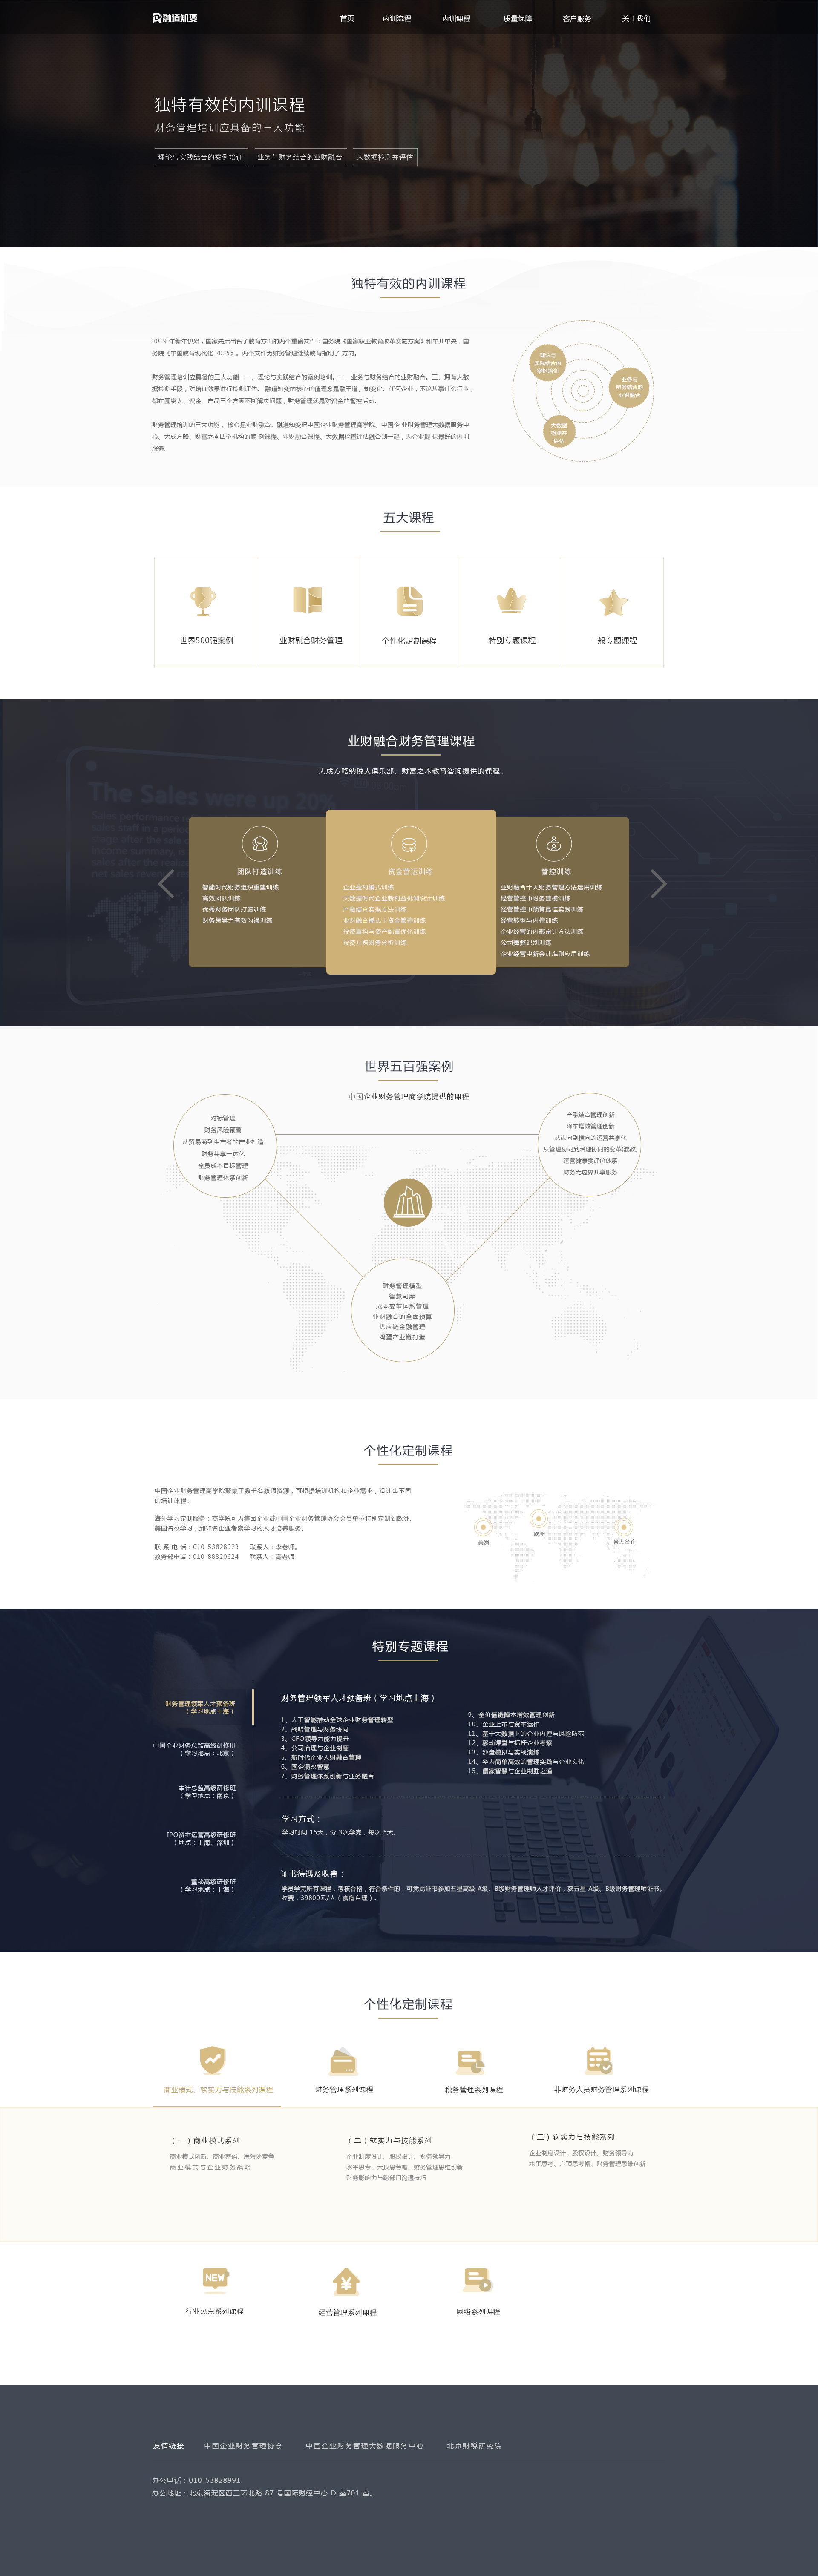 融道知变
首页 内训流程 内训课程 质量保障 客户服务 关于我们
独特有效的内训课程
财务管理培训应具备的三大功能
理论与实践结合的案例培训 业务与财务结合的业财融合 大数据检测并评估
独特有效的内训课程
2019 年新年伊始，国家先后出台了教育方面的两个重磅文件：国务院《国家职业教育改革实施方案》和中共中央、国
务院《中国教育现代化 2035》。两个文件为财务管理继续教育指明了 方向。
财务管理培训应具备的三大功能：一、理论与实践结合的案例培训。二、业务与财务结合的业财融合。三、拥有大数
据检测手段，对培训效果进行检测评估。 融道知变的核心价值理念是融于道、知变化。任何企业，不论从事什么行业，
都在围绕人、资金、产品三个方面不断解决问题，财务管理就是对资金的管控活动。
财务管理培训的三大功能， 核心是业财融合。融道知变把中国企业财务管理商学院、中国企 业财务管理大数据服务中
心、大成方略、财富之本四个机构的案 例课程、业财融合课程、大数据检查评估融合到一起，为企业提 供最好的内训
服务。
理论与
实践结合的
案例培训
业务与
财务结合的
业财融合
大数据
检测并
评估
五大课程
世界500强案例 业财融合财务管理 个性化定制课程 特别专题课程 一般专题课程
业财融合财务管理课程
大成方略纳税人俱乐部、财富之本教育咨询提供的课程。
The Sales were up 20%
团队打造训练
智能时代财务组织重建训练
高效团队训练
优秀财务团队打造训练
财务领导力有效沟通训练
资金营运训练
企业盈利模式训练
大数据时代企业新利益机制设计训练
产融结合实操方法训练
业财融合模式下资金管控训练
投资重构与资产配置优化训练
投资并购财务分析训练
管控训练
业财融合十大财务管理方法运用训练
经营管控中财务建模训练
经营管控中预算最佳实践训练
经营转型与内控训练
企业经营的内部审计方法训练
公司舞弊识别训练
企业经营中新会计准则应用训练
世界五百强案例
中国企业财务管理商学院提供的课程
对标管理
财务风险预警
从贸易商到生产者的产业打造
财务共享一体化
全员成本目标管理
财务管理体系创新
产融结合管理创新
降本增效管理创新
从纵向到横向的运营共享化
从管理协同到治理协同的变革(混改)
运营健康度评价体系
财务无边界共享服务
财务管理模型
智慧司库
成本变革体系管理
业财融合的全面预算
供应链金融管理
鸡蛋产业链打造
个性化定制课程
中国企业财务管理商学院聚集了数千名教师资源，可根据培训机构和企业需求，设计出不同
的培训课程。
海外学习定制服务：商学院可为集团企业或中国企业财务管理协会会员单位特别定制到欧洲、
美国名校学习，到知名企业考察学习的人才培养服务。
联 系 电 话：010-53828923 联系人：李老师。
教务部电话：010-88820624 联系人：周老师
美洲
欧洲
各大名企
特别专题课程
财务管理领军人才预备班
（学习地点上海）
中国企业财务总监高级研修班
（学习地点：北京）
审计总监高级研修班
（学习地点：南京）
IPO资本运营高级研修班
（地点：上海、深圳）
董秘高级研修班
（学习地点：上海）
财务管理领军人才预备班（学习地点上海）
1、人工智能推动全球企业财务管理转型
2、战略管理与财务协同
3、CFO领导力能力提升
4、公司治理与企业制度
5、新时代企业人财融合管理
6、国企混改智慧
7、财务管理体系创新与业务融合
9、全价值链降本增效管理创新
10、企业上市与资本运作
11、基于大数据下的企业内控与风险防范
12、移动课堂与标杆企业考察
13、沙盘模拟与实战演练
14、华为简单高效的管理实践与企业文化
15、儒家智慧与企业制胜之道
学习方式：
学习时间 15天，分 3次学完，每次 5天。
证书待遇及收费：
学员学完所有课程，考核合格，符合条件的，可凭此证书参加五星高级 A级、B级财务管理师人才评价，获五星 A级、B级财务管理师证书。
收费：39800元/人（食宿自理）。
个性化定制课程
商业模式、软实力与技能系列课程 财务管理系列课程 税务管理系列课程 非财务人员财务管理系列课程
（一）商业模式系列
商业模式创新、商业密码、用短处竞争
商业模式与企业财务战略
（二）软实力与技能系列
企业制度设计、股权设计、财务领导力
水平思考、六顶思考帽、财务管理思维创新
财务影响力与跨部门沟通技巧
（三）软实力与技能系列
企业制度设计、股权设计、财务领导力
水平思考、六顶思考帽、财务管理思维创新
NEW
行业热点系列课程 经营管理系列课程 网络系列课程
友情链接 中国企业财务管理协会 中国企业财务管理大数据服务中心 北京财税研究院
办公电话：010-53828991
办公地址：北京海淀区西三环北路 87 号国际财经中心 D 座701 室。